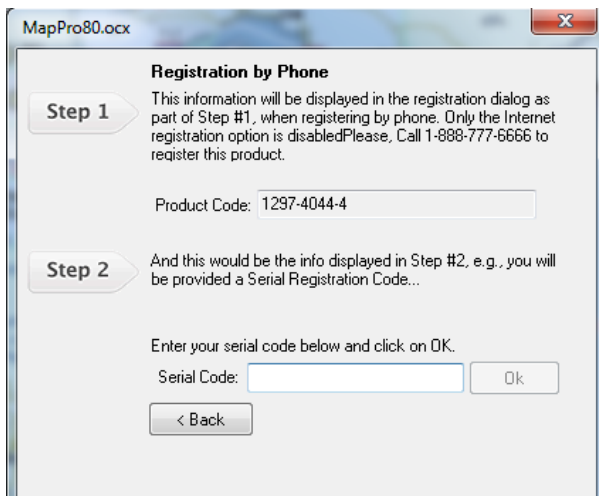 MapPro80.ocx
Registration by Phone
Step 1
This information will be displayed in the registration dialog as
part of Step #1, when registering by phone. Only the Internet
registration option is disabledPlease, Call 1-888-777-6666 to
register this product.
Product Code: 1297-4044-4
Step 2
And this would be the info displayed in Step #2, e.g., you will
be provided a Serial Registration Code...
Enter your serial code below and click on OK.
Serial Code: Ok
< Back